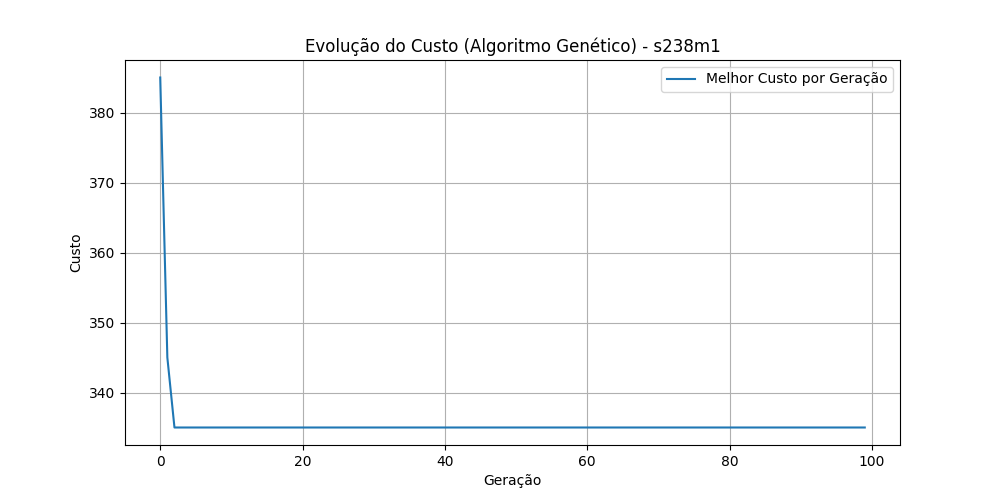 Evolução do Custo (Algoritmo Genético) - s238m1
Melhor Custo por Geração
380
370
360
350
340
Custo
0 20 40 60 80 100
Geração